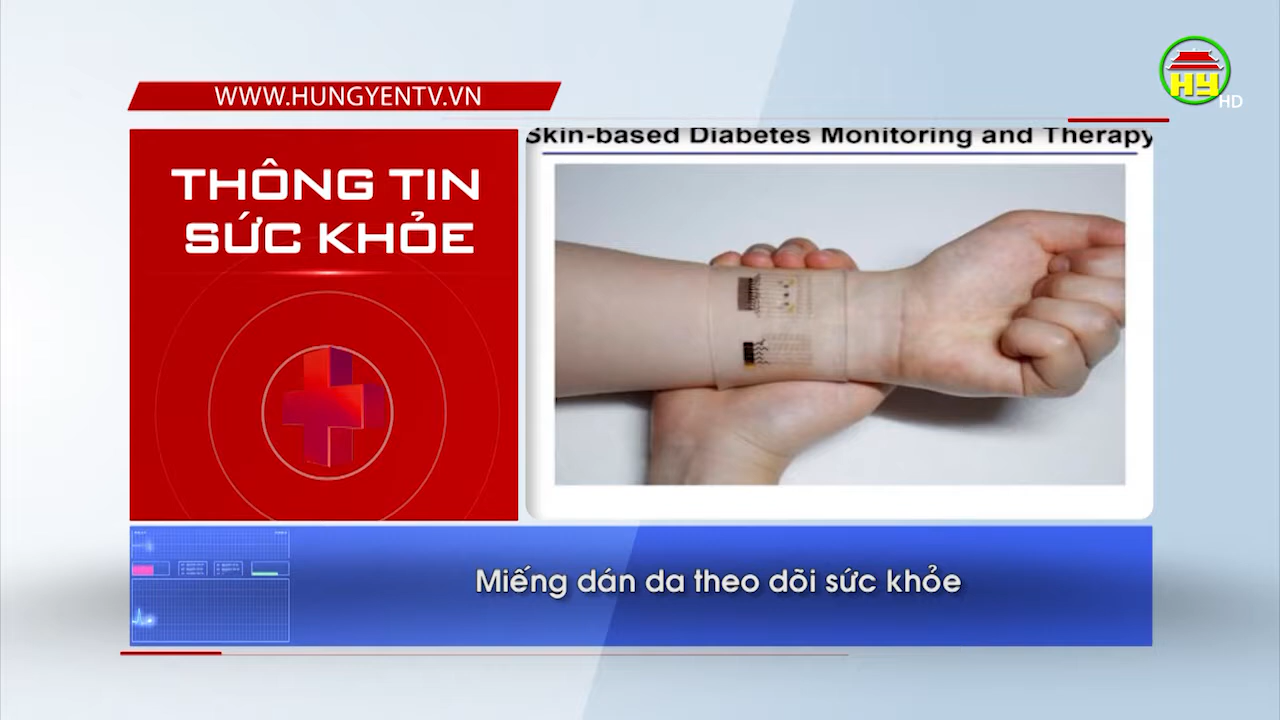 WWW.HUNGYENTV.VN
HY
HD
THÔNG TIN
SỨC KHỎE
Skin-based Diabetes Monitoring and Therapy
Miếng dán da theo dõi sức khỏe